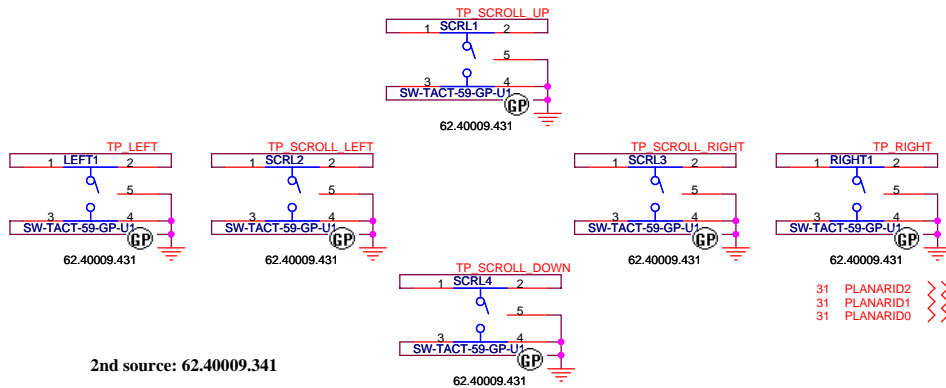 TP_SCROLL_UP
SCRL1
1 2
5
3 4
SW-TACT-59-GP-U1
GP
62.40009.431
TP_LEFT
LEFT1
1 2
5
3 4
SW-TACT-59-GP-U1
GP
62.40009.431
TP_SCROLL_LEFT
SCRL2
1 2
5
3 4
SW-TACT-59-GP-U1
GP
62.40009.431
TP_SCROLL_RIGHT
SCRL3
1 2
5
3 4
SW-TACT-59-GP-U1
GP
62.40009.431
TP_RIGHT
RIGHT1
1 2
5
3 4
SW-TACT-59-GP-U1
GP
62.40009.431
TP_SCROLL_DOWN
SCRL4
1 2
5
3 4
SW-TACT-59-GP-U1
GP
62.40009.431
31 PLANARID2
31 PLANARID1
31 PLANARID0
2nd source: 62.40009.341